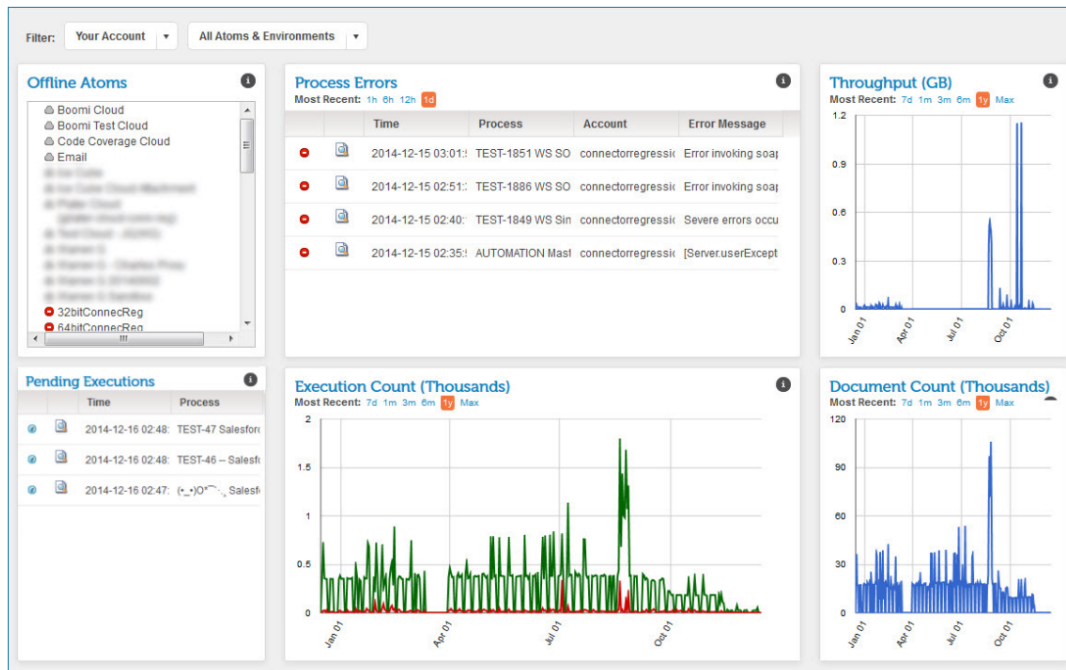 Filter: Your Account All Atoms & Environments
Offline Atoms
Boomi Cloud
Boomi Test Cloud
Code Coverage Cloud
Email
32bitConnecReg
64bitConnecReg
Process Errors
Most Recent: 1h 6h 12h 1d
Time Process Account Error Message
2014-12-15 03:01: TEST-1851 WS SO connectorregressic Error invoking soap
2014-12-15 02:51: TEST-1886 WS SO connectorregressic Error invoking soap
2014-12-15 02:40: TEST-1849 WS Sin connectorregressic Severe errors occu
2014-12-15 02:35: AUTOMATION Mast connectorregressic [Server.userExcept
Throughput (GB)
Most Recent: 7d 1m 3m 6m 1y Max
1.2
0.9
0.6
0.3
0
Jan 01 Apr 01 Jul 01 Oct 01
Pending Executions
Time Process
2014-12-16 02:48: TEST-47 Salesforc
2014-12-16 02:48: TEST-46 -- Salesfo
2014-12-16 02:47: Salesf
Execution Count (Thousands)
Most Recent: 7d 1m 3m 6m 1y Max
2
1.5
1
0.5
0
Jan 01 Apr 01 Jul 01 Oct 01
Document Count (Thousands)
Most Recent: 7d 1m 3m 6m 1y Max
120
90
60
30
0
Jan 01 Apr 01 Jul 01 Oct 01